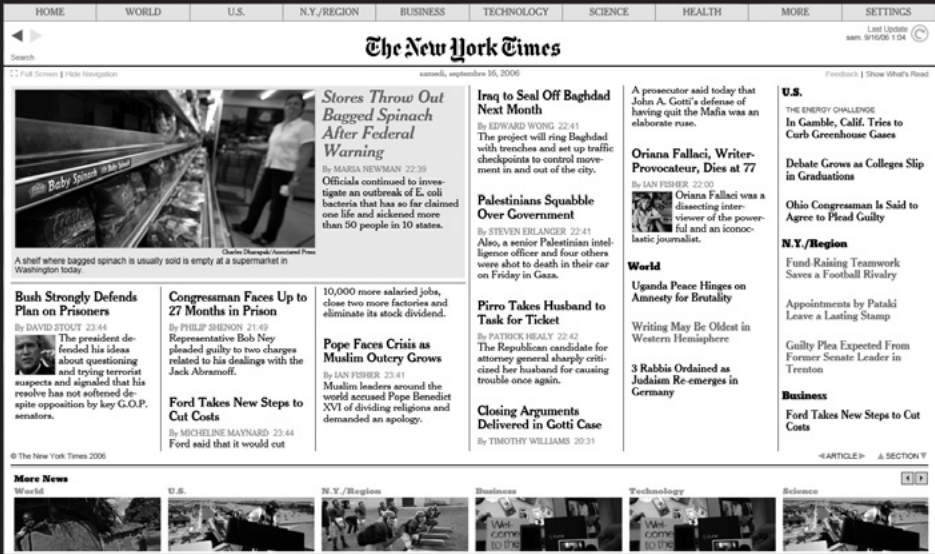 HOME WORLD U.S. N.Y./REGION BUSINESS TECHNOLOGY SCIENCE HEALTH MORE SETTINGS
Search
The New York Times
Last Update
sam. 9/16/06 1:04
Full Screen | Hide Navigation
samedi, septembre 16, 2006
Feedback | Show What's Read
Baby Spinach
Charles Dharapak/Associated Press
A shelf where bagged spinach is usually sold is empty at a supermarket in
Washington today.
Stores Throw Out
Bagged Spinach
After Federal
Warning
By MARIA NEWMAN 22:39
Officials continued to inves-
tigate an outbreak of E. coli
bacteria that has so far claimed
one life and sickened more
than 50 people in 10 states.
Bush Strongly Defends
Plan on Prisoners
By DAVID STOUT 23:44
The president de-
fended his ideas
about questioning
and trying terrorist
suspects and signaled that his
resolve has not softened de-
spite opposition by key G.O.P.
senators.
Congressman Faces Up to
27 Months in Prison
By PHILIP SHENON 21:49
Representative Bob Ney
pleaded guilty to two charges
related to his dealings with the
Jack Abramoff.
Ford Takes New Steps to
Cut Costs
By MICHELINE MAYNARD 23:44
Ford said that it would cut
10,000 more salaried jobs,
close two more factories and
eliminate its stock dividend.
Pope Faces Crisis as
Muslim Outcry Grows
By IAN FISHER 23:41
Muslim leaders around the
world accused Pope Benedict
XVI of dividing religions and
demanded an apology.
Iraq to Seal Off Baghdad
Next Month
By EDWARD WONG 22:41
The project will ring Baghdad
with trenches and set up traffic
checkpoints to control move-
ment in and out of the city.
Palestinians Squabble
Over Government
By STEVEN ERLANGER 22:41
Also, a senior Palestinian intel-
ligence officer and four others
were shot to death in their car
on Friday in Gaza.
Pirro Takes Husband to
Task for Ticket
By PATRICK HEALY 22:42
The Republican candidate for
attorney general sharply criti-
cized her husband for causing
trouble once again.
Closing Arguments
Delivered in Gotti Case
By TIMOTHY WILLIAMS 20:31
A prosecutor said today that
John A. Gotti's defense of
having quit the Mafia was an
elaborate ruse.
Oriana Fallaci, Writer-
Provocateur, Dies at 77
By IAN FISHER 22:00
Oriana Fallaci was a
dissecting inter-
viewer of the power-
ful and an iconoc-
lastic journalist.
World
Uganda Peace Hinges on
Amnesty for Brutality
Writing May Be Oldest in
Western Hemisphere
3 Rabbis Ordained as
Judaism Re-emerges in
Germany
U.S.
THE ENERGY CHALLENGE
In Gamble, Calif. Tries to
Curb Greenhouse Gases
Debate Grows as Colleges Slip
in Graduations
Ohio Congressman Is Said to
Agree to Plead Guilty
N.Y./Region
Fund-Raising Teamwork
Saves a Football Rivalry
Appointments by Pataki
Leave a Lasting Stamp
Guilty Plea Expected From
Former Senate Leader in
Trenton
Business
Ford Takes New Steps to Cut
Costs
© The New York Times 2006
ARTICLE SECTION
More News
World U.S. N.Y./Region Business Technology Science
Wel-
come
to the
Wel-
come
to the